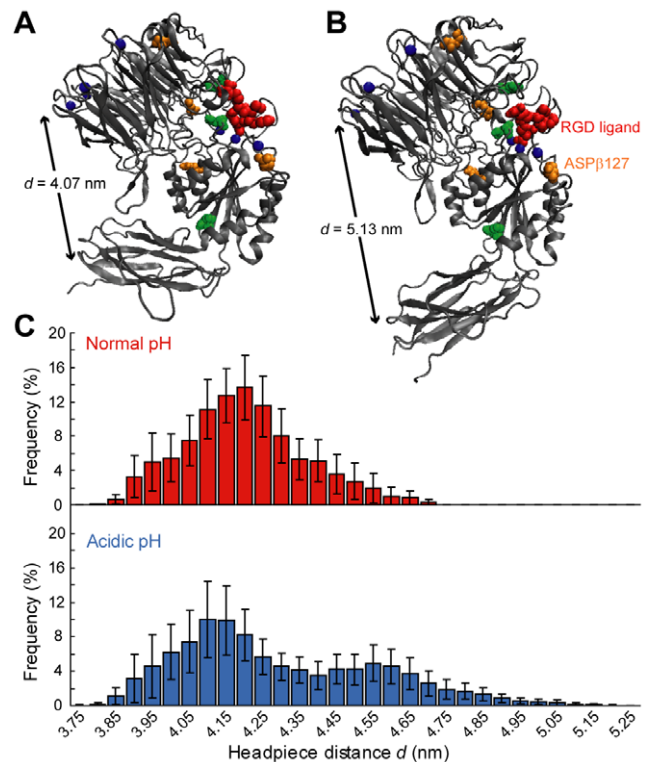 A
B
d = 4.07 nm
d = 5.13 nm
RGD ligand
ASPβ127
C
Normal pH
Frequency (%)
20
16
12
8
4
0
Acidic pH
Frequency (%)
20
16
12
8
4
0
3.75 3.85 3.95 4.05 4.15 4.25 4.35 4.45 4.55 4.65 4.75 4.85 4.95 5.05 5.15 5.25
Headpiece distance d (nm)